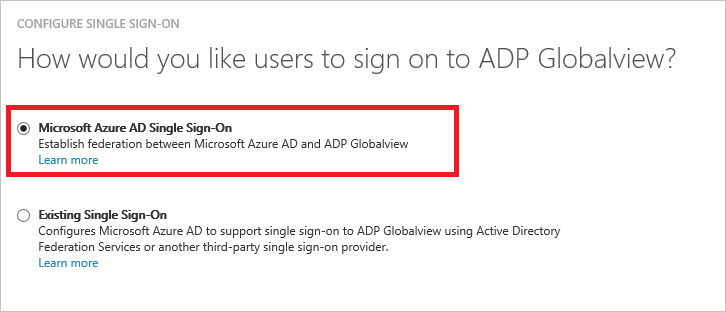 CONFIGURE SINGLE SIGN-ON
How would you like users to sign on to ADP Globalview?
Microsoft Azure AD Single Sign-On
Establish federation between Microsoft Azure AD and ADP Globalview
Learn more
Existing Single Sign-On
Configures Microsoft Azure AD to support single sign-on to ADP Globalview using Active Directory
Federation Services or another third-party single sign-on provider.
Learn more